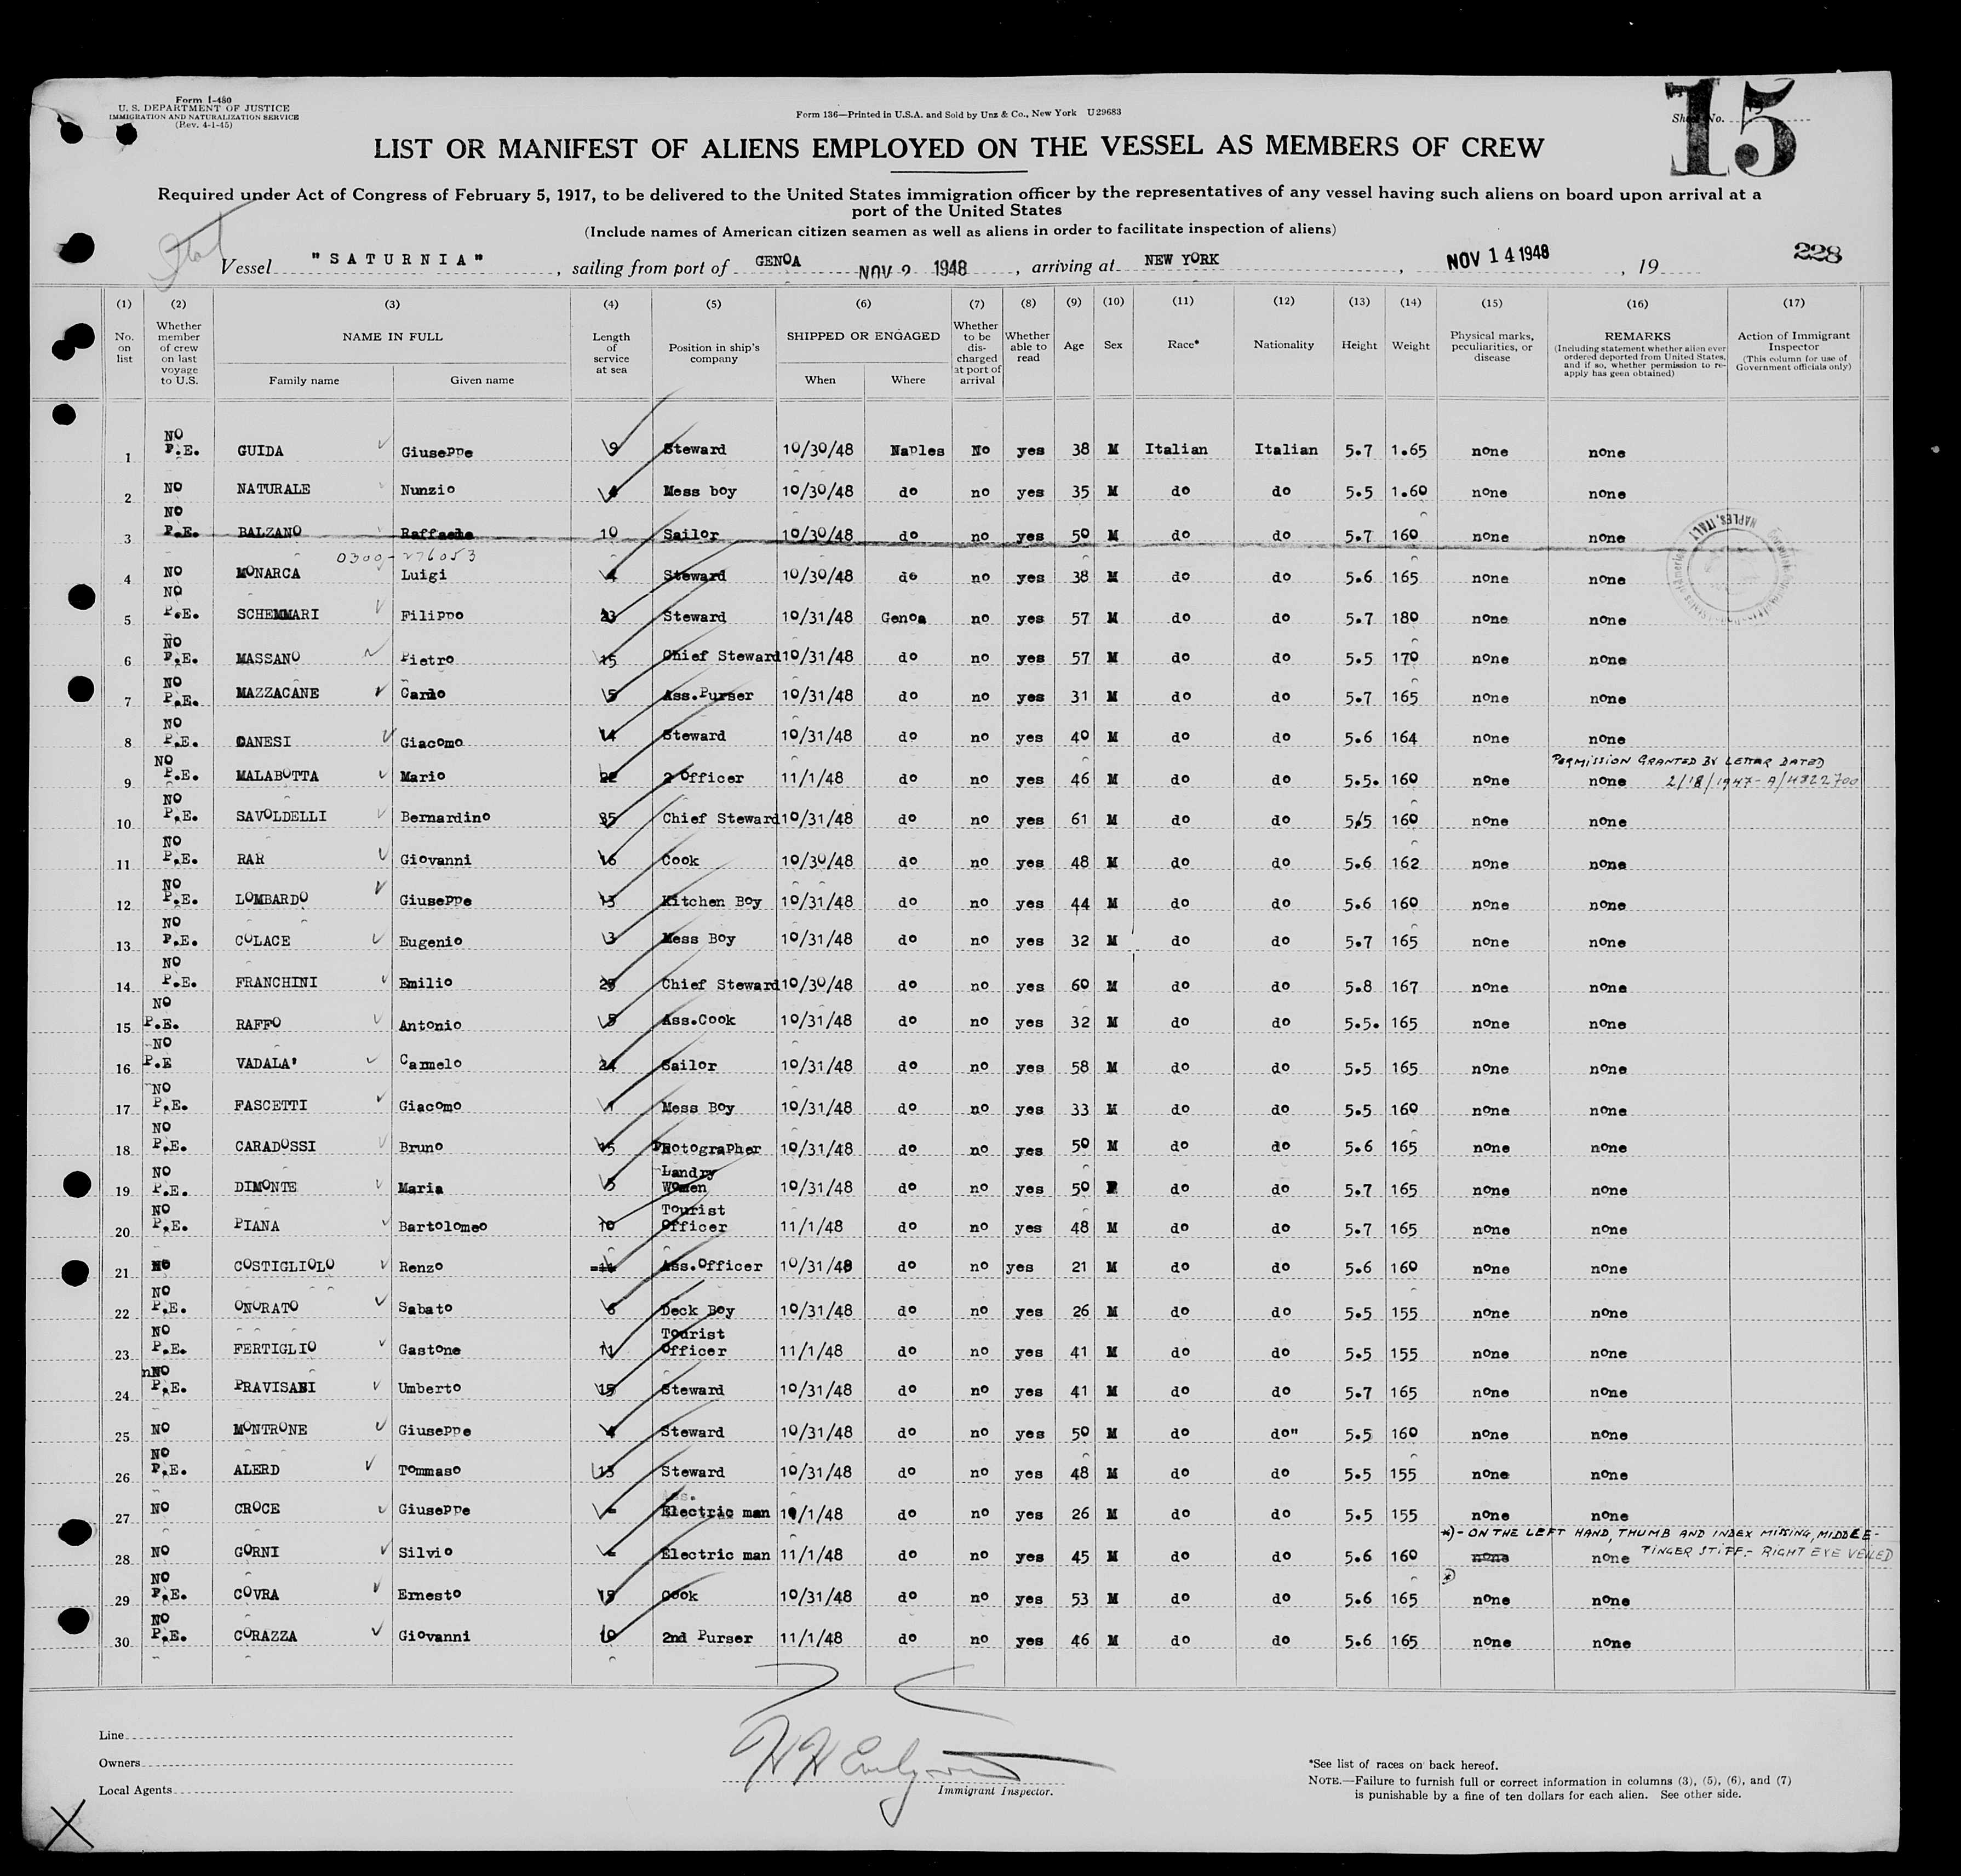 Form I-480
U. S. DEPARTMENT OF JUSTICE
IMMIGRATION AND NATURALIZATION SERVICE
(Rev. 4-1-45)
Form 136—Printed in U.S.A. and Sold by Unz & Co., New York U29683
Sheet No.
15
LIST OR MANIFEST OF ALIENS EMPLOYED ON THE VESSEL AS MEMBERS OF CREW
Required under Act of Congress of February 5, 1917, to be delivered to the United States immigration officer by the representatives of any vessel having such aliens on board upon arrival at a
port of the United States
(Include names of American citizen seamen as well as aliens in order to facilitate inspection of aliens)
Vessel "SATURNIA", sailing from port of GENOA NOV 2 1948, arriving at NEW YORK, NOV 14 1948, 19 228
(1) (2) (3) (4) (5) (6) (7) (8) (9) (10) (11) (12) (13) (14) (15) (16) (17)
No. on list Whether member of crew on last voyage to U.S. NAME IN FULL Family name Given name Length of service at sea Position in ship's company SHIPPED OR ENGAGED When Where Whether to be discharged at port of arrival Whether able to read Age Sex Race* Nationality Height Weight Physical marks, peculiarities, or disease REMARKS (Including statement whether alien ever ordered deported from United States, and if so, whether permission to re-apply has geen obtained) Action of Immigrant Inspector (This column for use of Government officials only)
1 NO P.E. GUIDA Giuseppe 9 Steward 10/30/48 Naples No yes 38 M Italian Italian 5.7 1.65 none none
2 NO NATURALE Nunzio 4 Mess boy 10/30/48 do no yes 35 M do do 5.5 1.60 none none
3 NO P.E. BALZANO Raffaele 10 Sailor 10/30/48 do no yes 50 M do do 5.7 160 none none
0300-276053
4 NO MONARCA Luigi 4 Steward 10/30/48 do no yes 38 M do do 5.6 165 none none
5 NO P.E. SCHEMMARI Filippo 23 Steward 10/31/48 Genoa no yes 57 M do do 5.7 180 none none
6 NO P.E. MASSANO Pietro 15 Chief Steward 10/31/48 do no yes 57 M do do 5.5 170 none none
7 NO P.E. MAZZACANE Carlo 5 Ass.Purser 10/31/48 do no yes 31 M do do 5.7 165 none none
8 NO P.E. CANESI Giacomo 14 Steward 10/31/48 do no yes 40 M do do 5.6 164 none none
PERMISSION GRANTED BY LETTER DATED
9 NO P.E. MALABOTTA Mario 22 2 Officer 11/1/48 do no yes 46 M do do 5.5. 160 none none 2/18/1947 - A/4322700
10 NO P.E. SAVOLDELLI Bernardino 35 Chief Steward 10/31/48 do no yes 61 M do do 5/5 160 none none
11 NO P.E. RAR Giovanni 16 Cook 10/30/48 do no yes 48 M do do 5.6 162 none none
12 NO P.E. LOMBARDO Giuseppe 13 Kitchen Boy 10/31/48 do no yes 44 M do do 5.6 160 none none
13 NO P.E. COLACE Eugenio 3 Mess Boy 10/31/48 do no yes 32 M do do 5.7 165 none none
14 NO P.E. FRANCHINI Emilio 29 Chief Steward 10/30/48 do no yes 60 M do do 5.8 167 none none
15 NO P.E. RAFFO Antonio 5 Ass.Cook 10/31/48 do no yes 32 M do do 5.5. 165 none none
16 NO P.E VADALA' Carmelo 24 Sailor 10/31/48 do no yes 58 M do do 5.5 165 none none
17 NO P.E. FASCETTI Giacomo 1 Mess Boy 10/31/48 do no yes 33 M do do 5.5 160 none none
18 NO P.E. CARADOSSI Bruno 15 Photographer 10/31/48 do no yes 50 M do do 5.6 165 none none
19 NO P.E. DIMONTE Maria 5 Landry Women 10/31/48 do no yes 50 F do do 5.7 165 none none
20 NO P.E. PIANA Bartolomeo 10 Tourist Officer 11/1/48 do no yes 48 M do do 5.7 165 none none
21 NO COSTIGLIOLO Renzo Ass.Officer 10/31/48 do no yes 21 M do do 5.6 160 none none
22 NO P.E. ONORATO Sabato 6 Deck Boy 10/31/48 do no yes 26 M do do 5.5 155 none none
23 NO P.E. FERTIGLIO Gastone 11 Tourist Officer 11/1/48 do no yes 41 M do do 5.5 155 none none
24 nNO P.E. PRAVISANI Umberto 15 Steward 10/31/48 do no yes 41 M do do 5.7 165 none none
25 NO MONTRONE Giuseppe 4 Steward 10/31/48 do no yes 50 M do do" 5.5 160 none none
26 NO P.E. ALERD Tommaso 13 Steward 10/31/48 do no yes 48 M do do 5.5 155 none none
27 NO CROCE Giuseppe - Ass. Electric man 10/1/48 do no yes 26 M do do 5.5 155 none none
*)- ON THE LEFT HAND, THUMB AND INDEX MISSING, MIDDLE-
28 NO GORNI Silvio - Electric man 11/1/48 do no yes 45 M do do 5.6 160 none none FINGER STIFF.- RIGHT EYE VEILED
29 NO P.E. COVRA Ernesto 15 Cook 10/31/48 do no yes 53 M do do 5.6 165 none none
30 NO P.E. CORAZZA Giovanni 10 2nd Purser 11/1/48 do no yes 46 M do do 5.6 165 none none
Line
Owners
Local Agents
Immigrant Inspector.
*See list of races on back hereof.
NOTE.—Failure to furnish full or correct information in columns (3), (5), (6), and (7)
is punishable by a fine of ten dollars for each alien. See other side.
NAPLES, ITALY
X